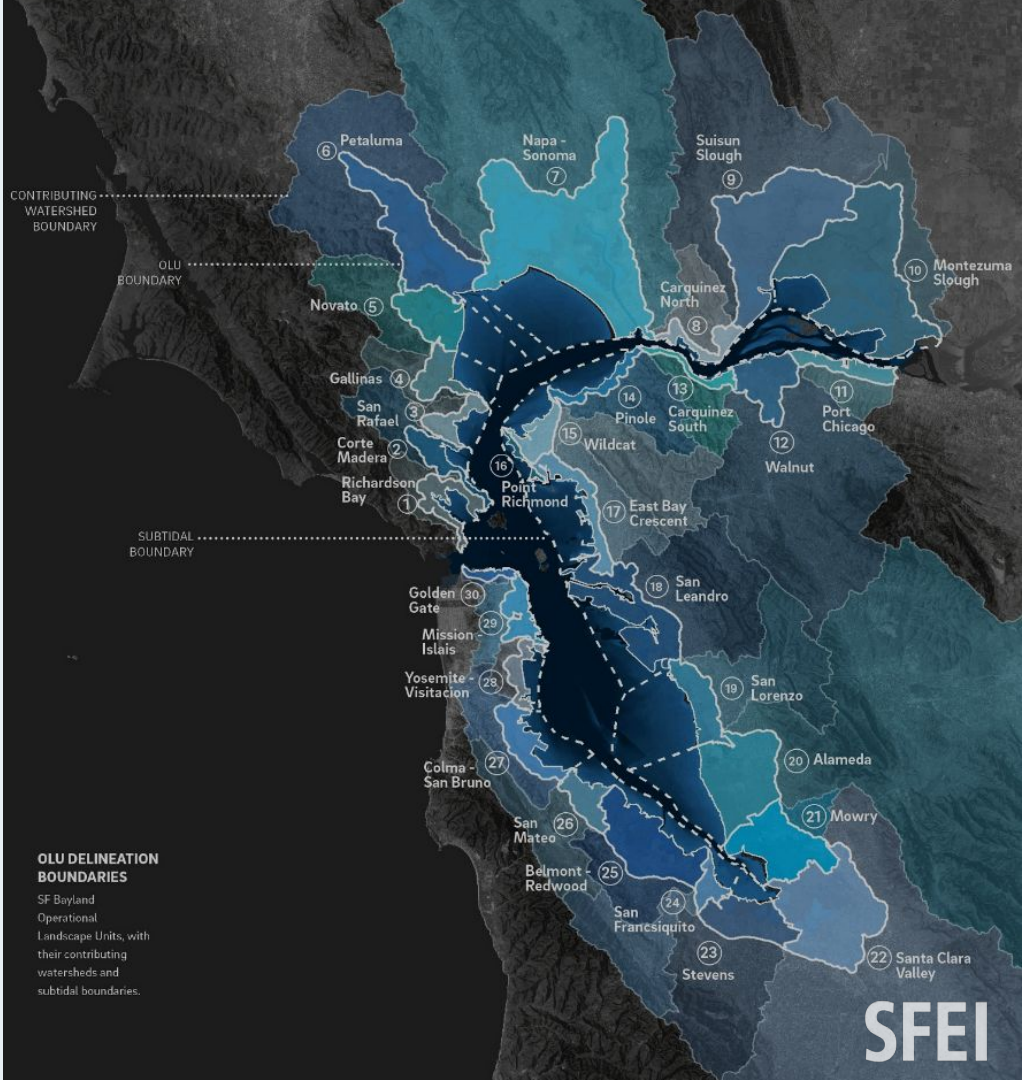 6
Petaluma
Napa -
Sonoma
7
Suisun
Slough
9
CONTRIBUTING
WATERSHED
BOUNDARY
OLU
BOUNDARY
10
Montezuma
Slough
Novato
5
Carquinez
North
8
Gallinas
4
San
Rafael
3
Corte
Madera
2
Richardson
Bay
1
14
Pinole
13
Carquinez
South
11
Port
Chicago
12
Walnut
15
Wildcat
16
Point
Richmond
17
East Bay
Crescent
SUBTIDAL
BOUNDARY
18
San
Leandro
Golden
Gate
30
29
Mission -
Islais
Yosemite -
Visitacion
28
19
San
Lorenzo
27
Colma -
San Bruno
20
Alameda
21
Mowry
San
Mateo
26
Belmont -
Redwood
25
24
San
Francsiquito
23
Stevens
22
Santa Clara
Valley
OLU DELINEATION
BOUNDARIES
SF Bayland
Operational
Landscape Units, with
their contributing
watersheds and
subtidal boundaries.
SFEI